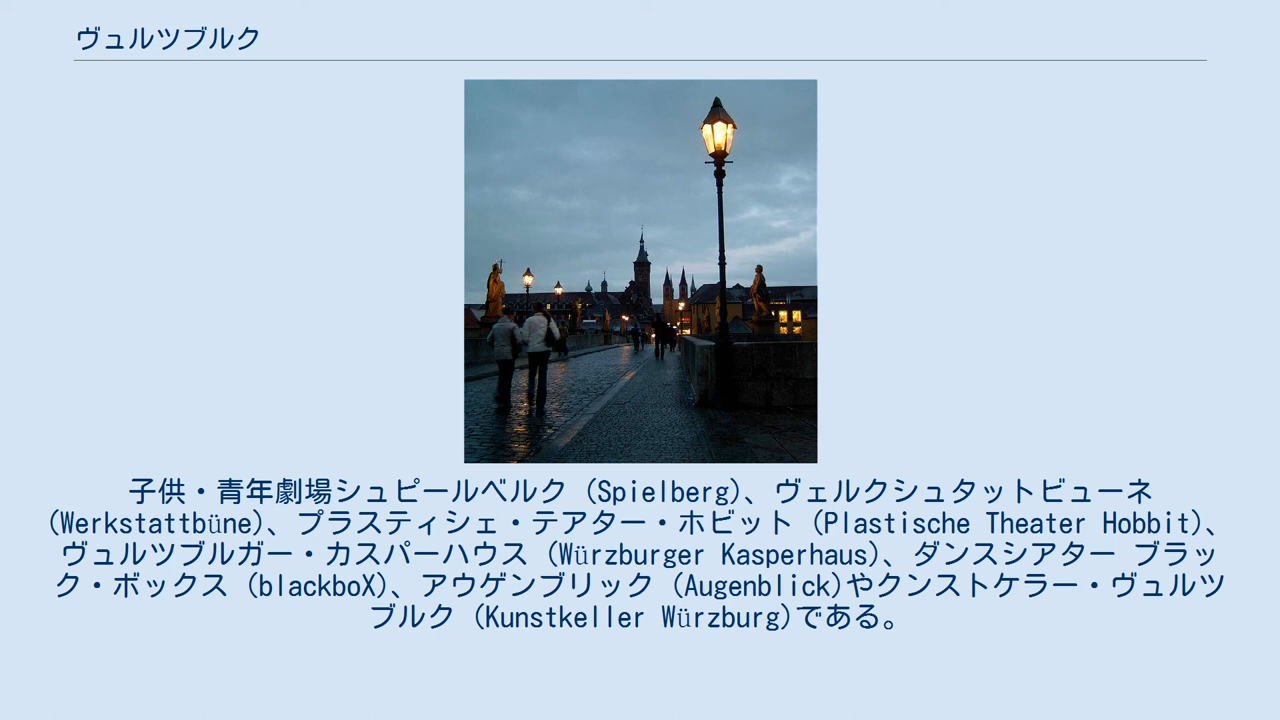 ヴュルツブルク
子供・青年劇場シュピールベルク (Spielberg)、ヴェルクシュタットビューネ
(Werkstattbüne)、プラスティシェ・テアター・ホビット (Plastische Theater Hobbit)、
ヴュルツブルガー・カスパーハウス (Würzburger Kasperhaus)、ダンスシアター ブラッ
ク・ボックス (blackboX)、アウゲンブリック (Augenblick)やクンストケラー・ヴュルツ
ブルク (Kunstkeller Würzburg)である。